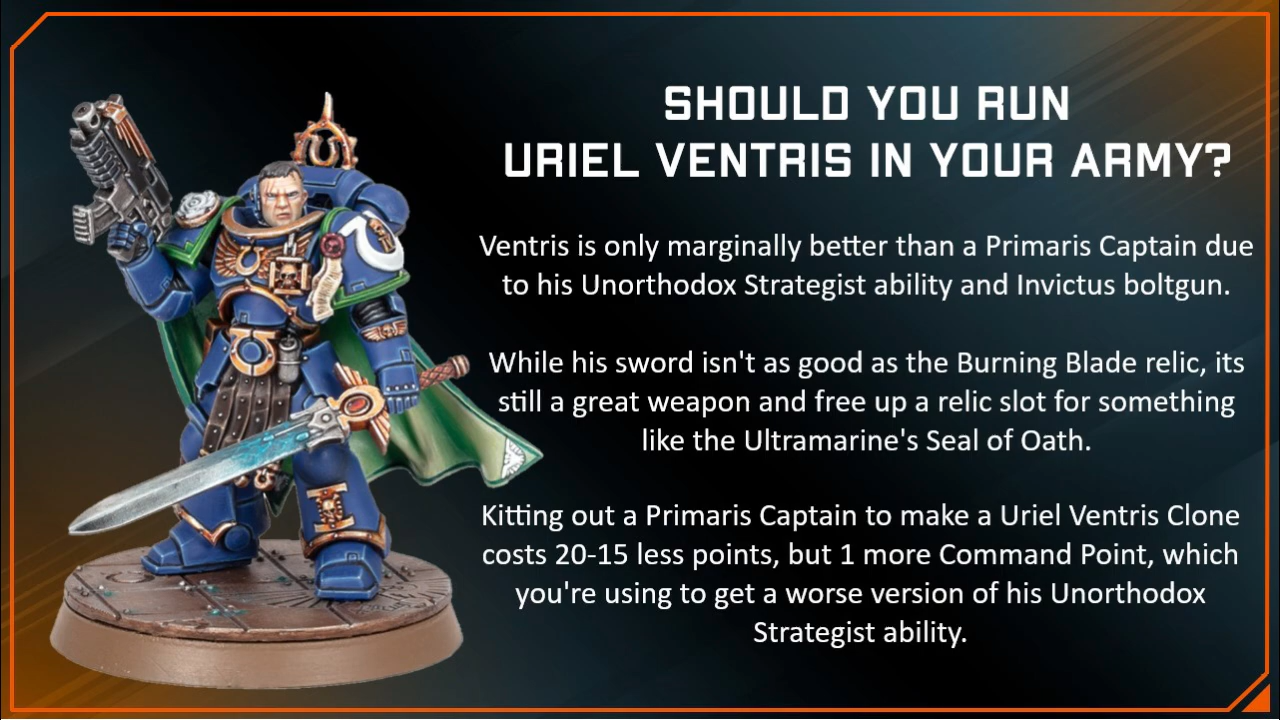 SHOULD YOU RUN
URIEL VENTRIS IN YOUR ARMY?
Ventris is only marginally better than a Primaris Captain due
to his Unorthodox Strategist ability and Invictus boltgun.
While his sword isn't as good as the Burning Blade relic, its
still a great weapon and free up a relic slot for something
like the Ultramarine's Seal of Oath.
Kitting out a Primaris Captain to make a Uriel Ventris Clone
costs 20-15 less points, but 1 more Command Point, which
you're using to get a worse version of his Unorthodox
Strategist ability.